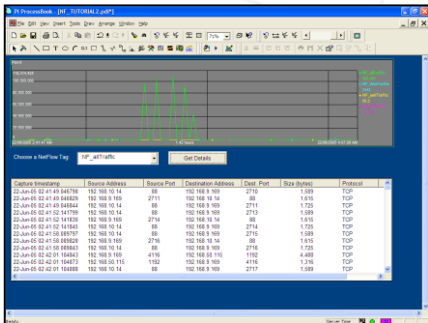 PI ProcessBook - [NF_TUTORIAL2.pdf*]
File Edit View Insert Tools Draw Arrange Window Help
Choose a NetFlow Tag: NF_allTraffic Get Details
Capture timestamp Source Address Source Port Destination Address Dest. Port Size (bytes) Protocol
22-Jun-05 02:41:49.046798 192.168.10.14 88 192.168.9.169 2710 1,589 TCP
22-Jun-05 02:41:49.046829 192.168.9.169 2711 192.168.10.14 88 1,615 TCP
22-Jun-05 02:41:49.046844 192.168.10.14 88 192.168.9.169 2711 1,725 TCP
22-Jun-05 02:41:52.141799 192.168.10.14 88 192.168.9.169 2713 1,589 TCP
22-Jun-05 02:41:52.141830 192.168.9.169 2714 192.168.10.14 88 1,615 TCP
22-Jun-05 02:41:52.141845 192.168.10.14 88 192.168.9.169 2714 1,725 TCP
22-Jun-05 02:41:58.089797 192.168.10.14 88 192.168.9.169 2715 1,589 TCP
22-Jun-05 02:41:58.089828 192.168.9.169 2716 192.168.10.14 88 1,615 TCP
22-Jun-05 02:41:58.089843 192.168.10.14 88 192.168.9.169 2716 1,725 TCP
22-Jun-05 02:42:01.104843 192.168.9.169 4116 192.168.50.115 1192 4,488 TCP
22-Jun-05 02:42:01.104873 192.168.50.115 1192 192.168.9.169 4116 1,316 TCP
22-Jun-05 02:42:01.104888 192.168.10.14 88 192.168.9.169 2717 1,589 TCP
Ready Server Time